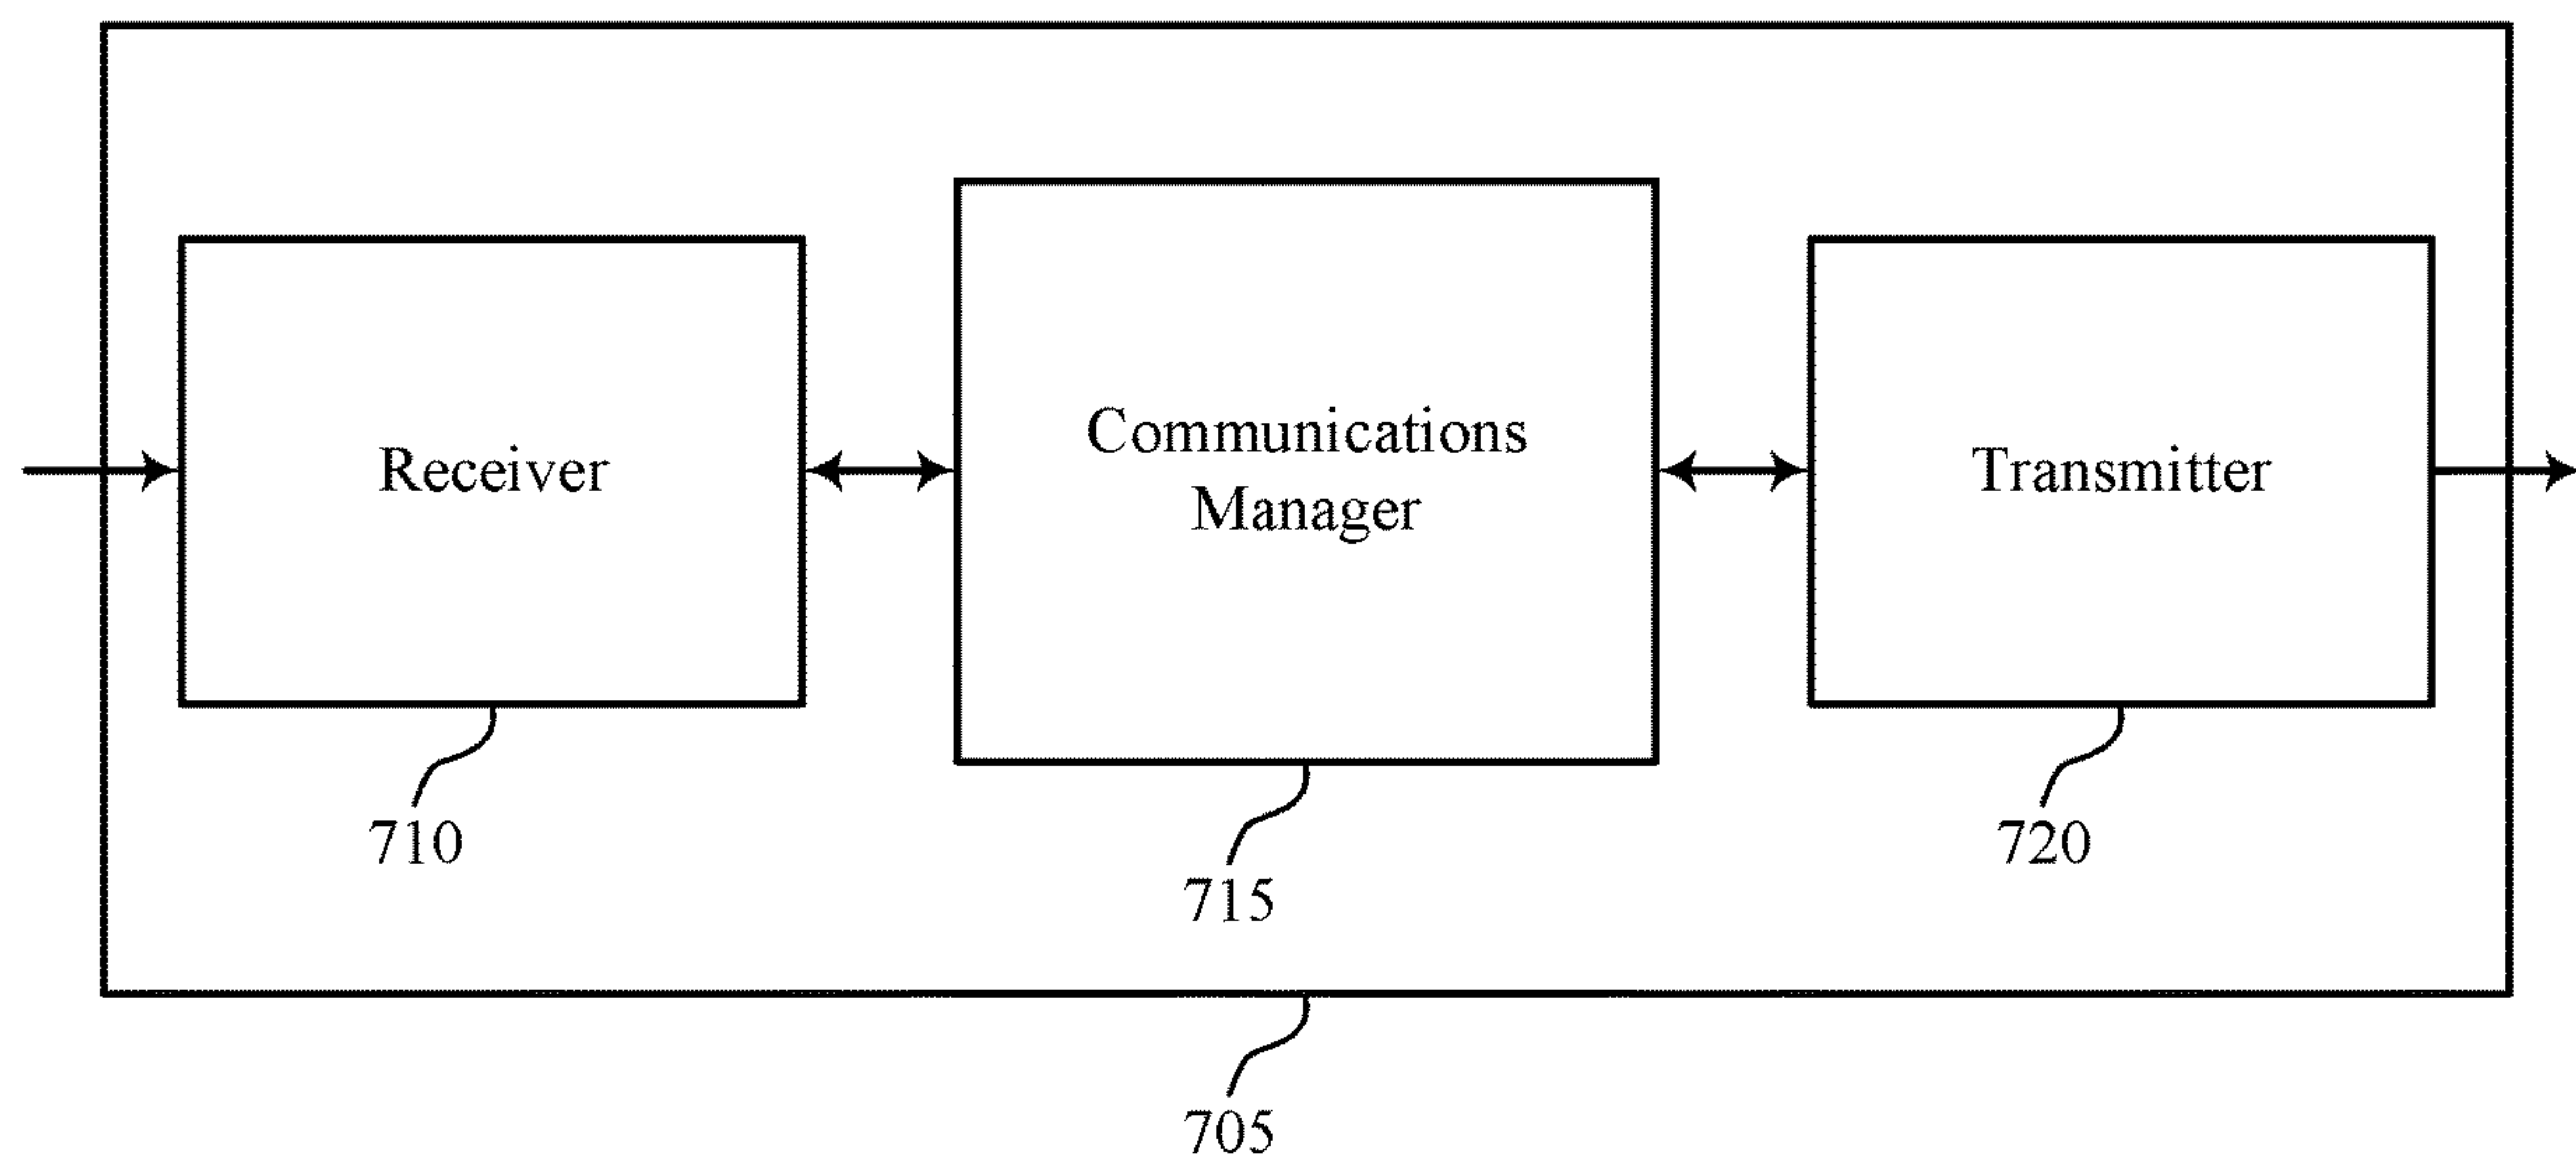 Receiver
Communications
Manager
Transmitter
710
715
720
705